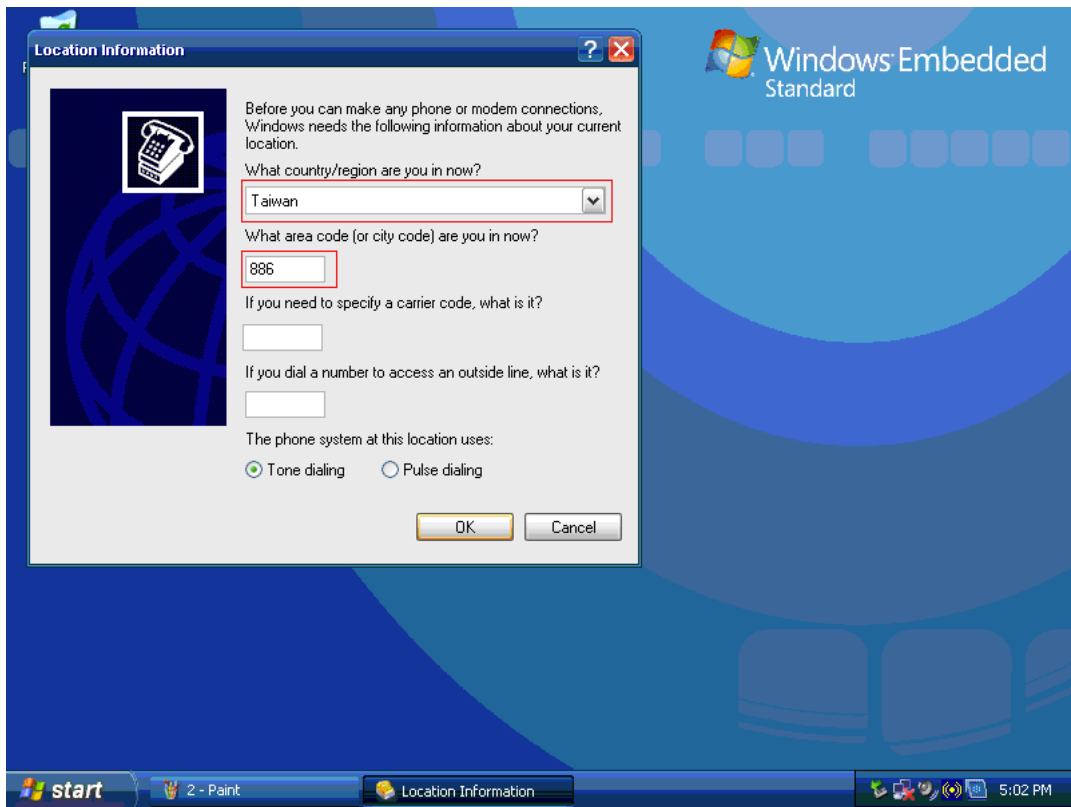 Location Information
Windows Embedded
Standard
Before you can make any phone or modem connections,
Windows needs the following information about your current
location.
What country/region are you in now?
Taiwan
What area code (or city code) are you in now?
886
If you need to specify a carrier code, what is it?
If you dial a number to access an outside line, what is it?
The phone system at this location uses:
Tone dialing
Pulse dialing
OK
Cancel
start
2 - Paint
Location Information
5:02 PM